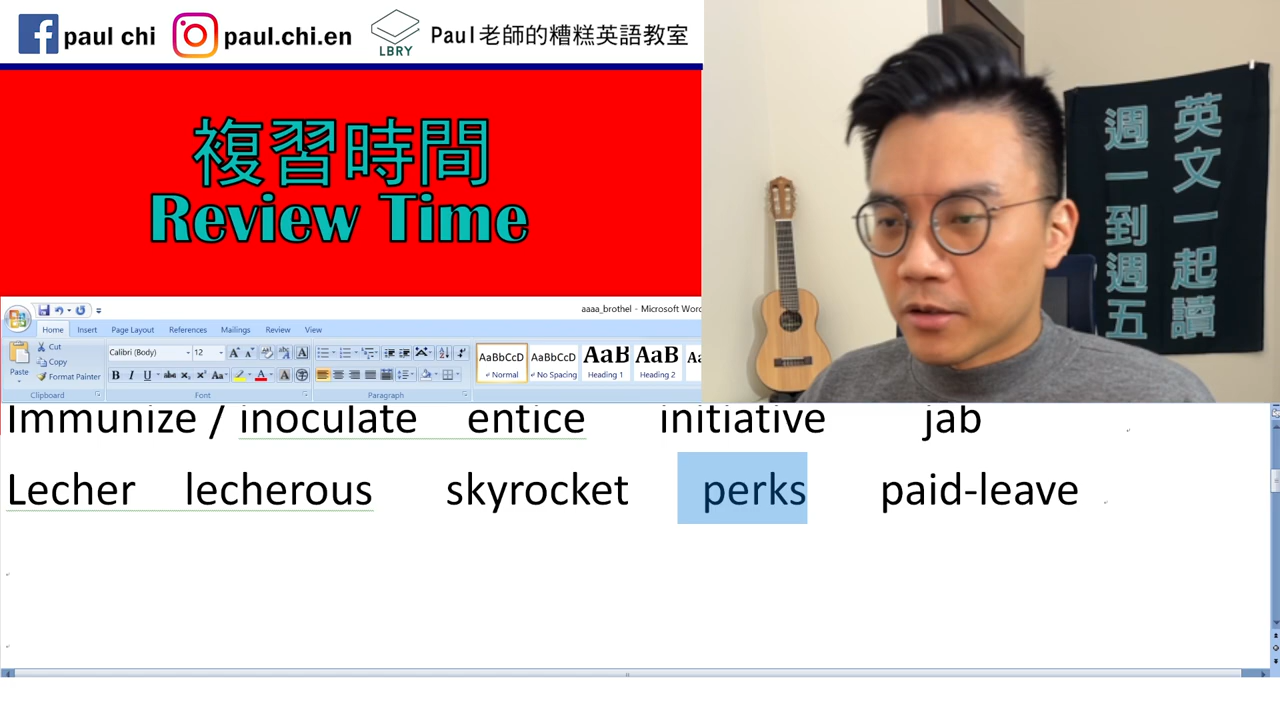 paul chi
paul.chi.en
LBRY
Paul老師的糟糕英語教室
複習時間
Review Time
英文一起讀
週一到週五
aaaa_brothel - Microsoft Worc
Home Insert Page Layout References Mailings Review View
Paste
Cut
Copy
Format Painter
Clipboard
Calibri (Body) 12
Font
Paragraph
AaBbCcD AaBbCcD AaBb AaBb Aa
Normal No Spacing Heading 1 Heading 2
Immunize / inoculate entice initiative jab
Lecher lecherous skyrocket perks paid-leave